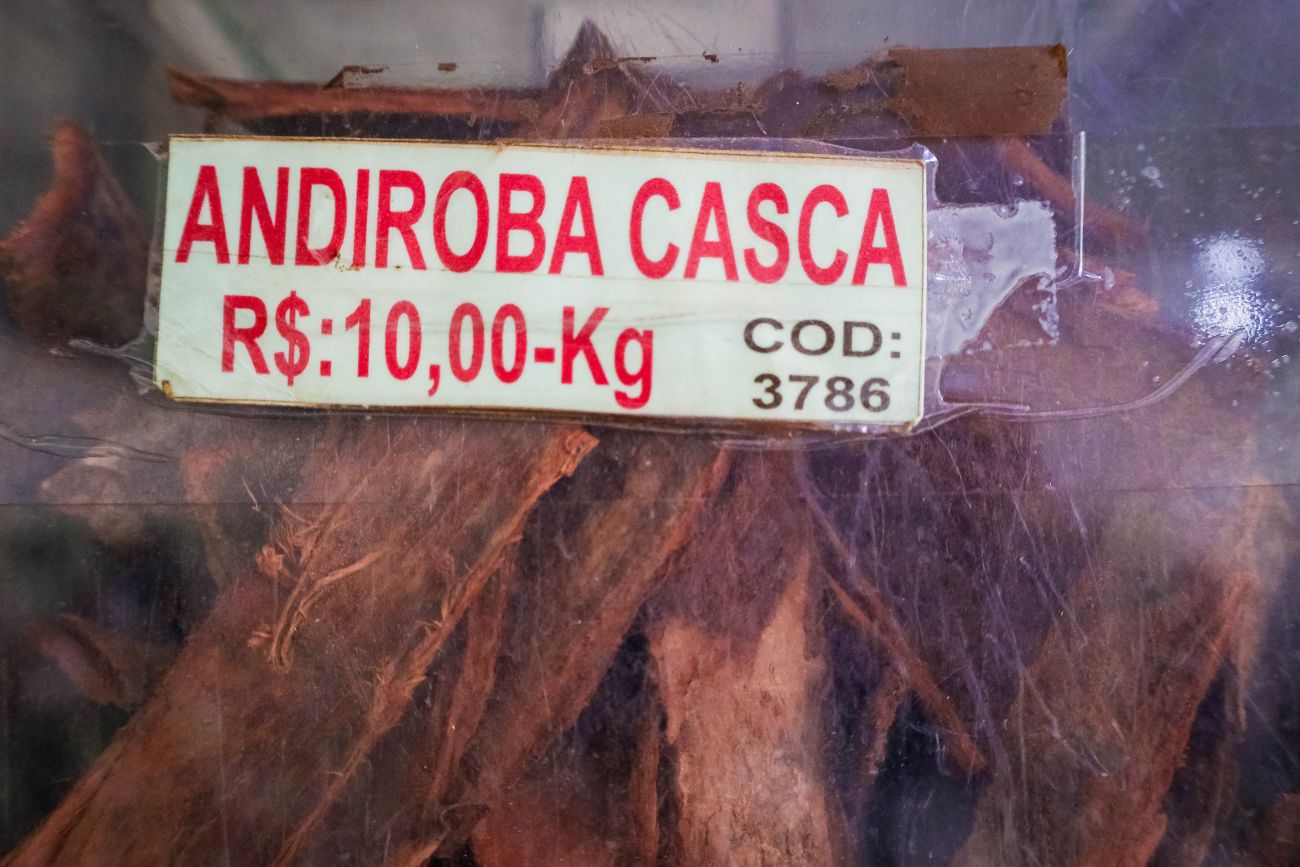 ANDIROBA CASCA
R$:10,00-Kg
COD:
3786